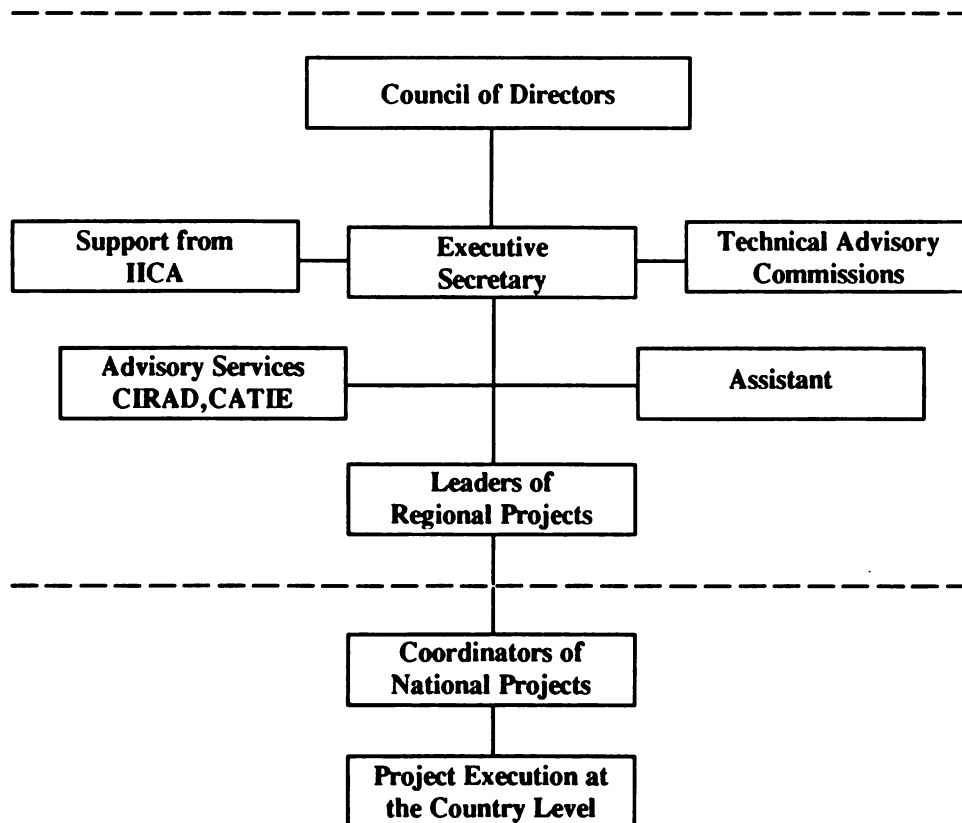 Council of Directors
Support from
IICA
Executive
Secretary
Technical Advisory
Commissions
Advisory Services
CIRAD,CATIE
Assistant
Leaders of
Regional Projects
Coordinators of
National Projects
Project Execution at
the Country Level